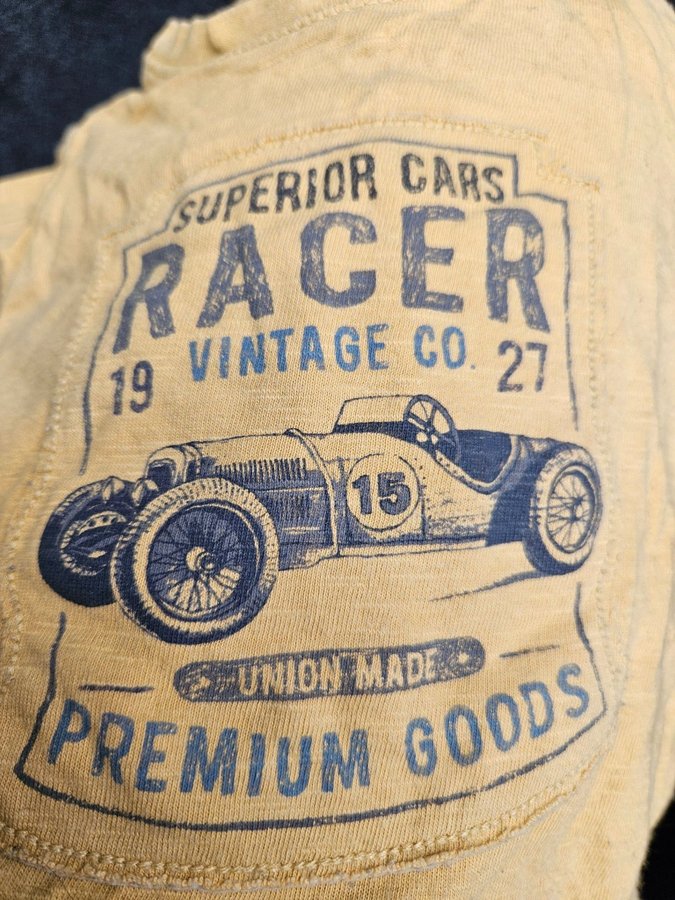 SUPERIOR CARS
RACER
VINTAGE CO.
19 27
15
UNION MADE
PREMIUM GOODS